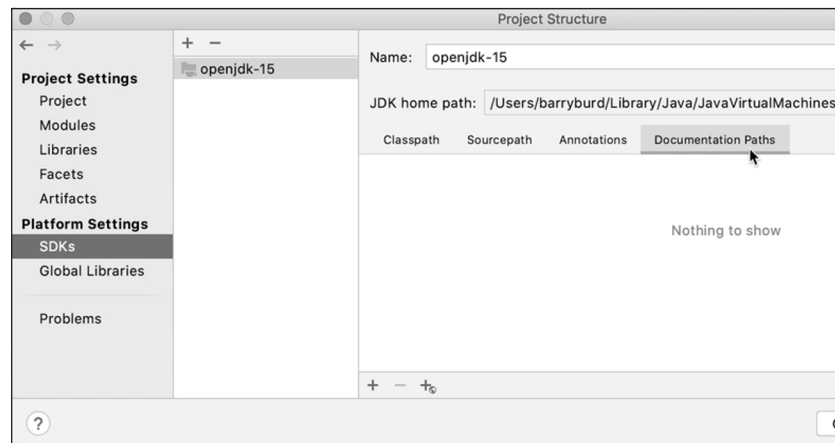 Project Structure
Project Settings
Project
Modules
Libraries
Facets
Artifacts
Platform Settings
SDKs
Global Libraries
Problems
openjdk-15
Name: openjdk-15
JDK home path: /Users/barryburd/Library/Java/JavaVirtualMachines
Classpath Sourcepath Annotations Documentation Paths
Nothing to show
?